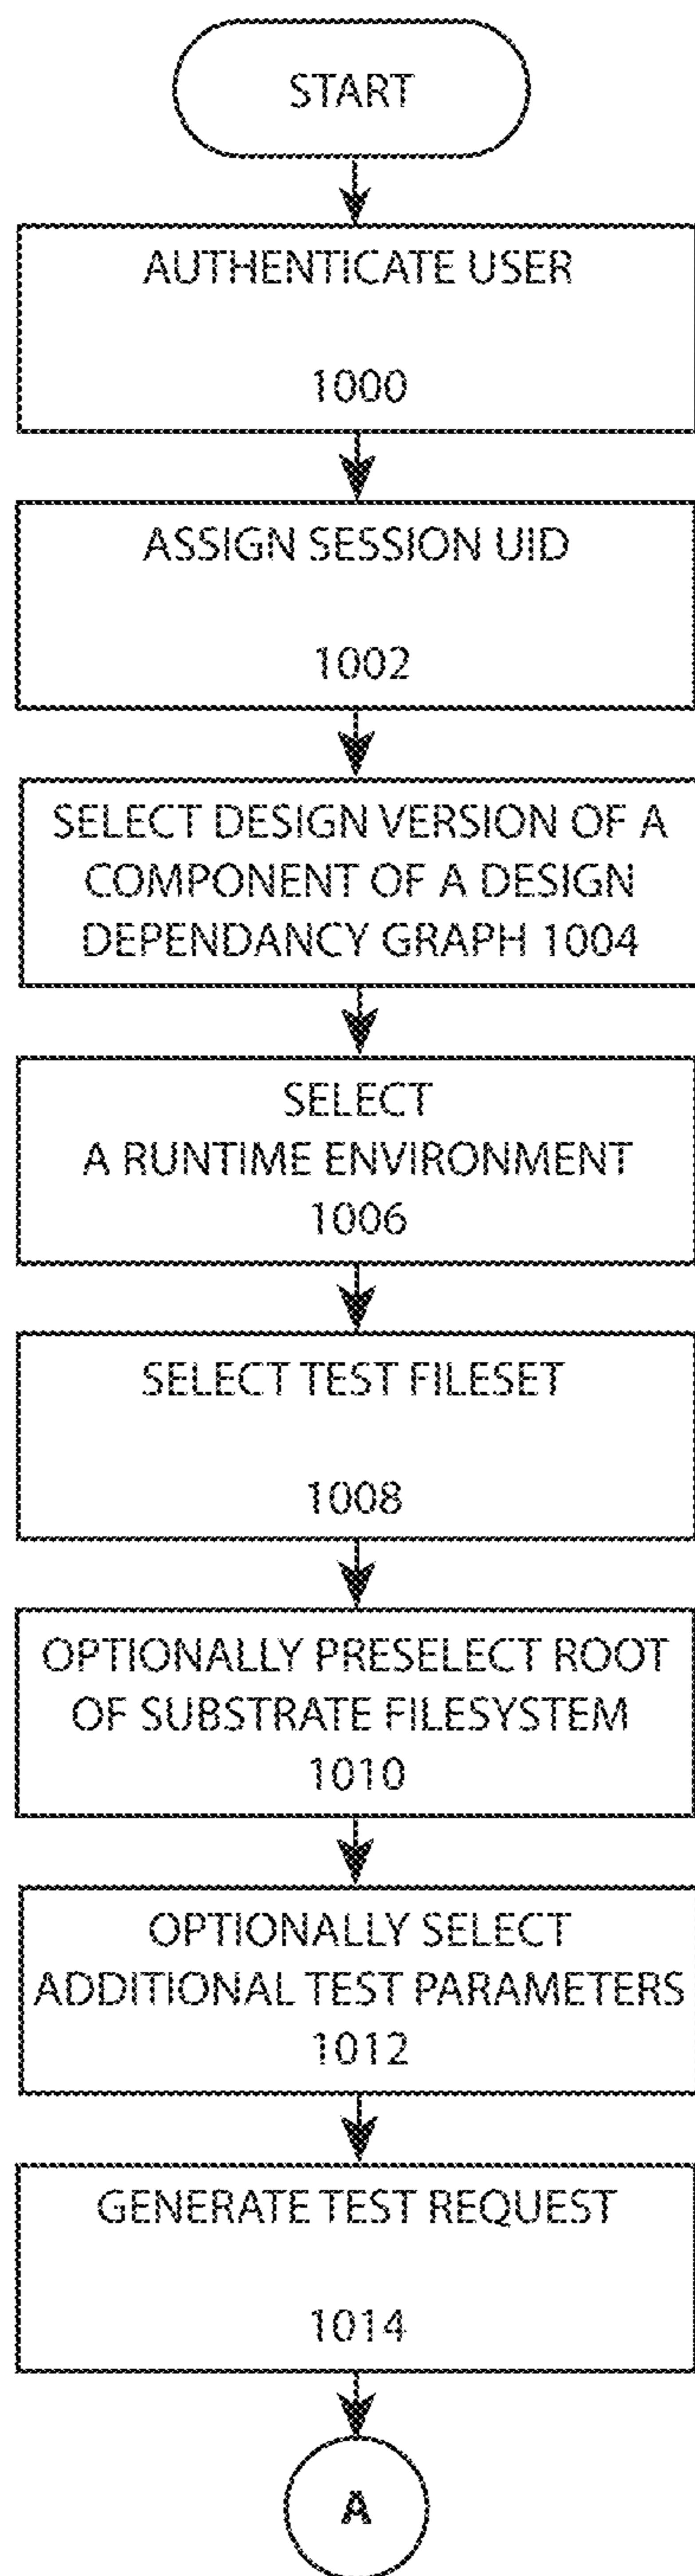 START
AUTHENTICATE USER
1000
ASSIGN SESSION UID
1002
SELECT DESIGN VERSION OF A
COMPONENT OF A DESIGN
DEPENDANCY GRAPH 1004
SELECT
A RUNTIME ENVIRONMENT
1006
SELECT TEST FILESET
1008
OPTIONALLY PRESELECT ROOT
OF SUBSTRATE FILESYSTEM
1010
OPTIONALLY SELECT
ADDITIONAL TEST PARAMETERS
1012
GENERATE TEST REQUEST
1014
A